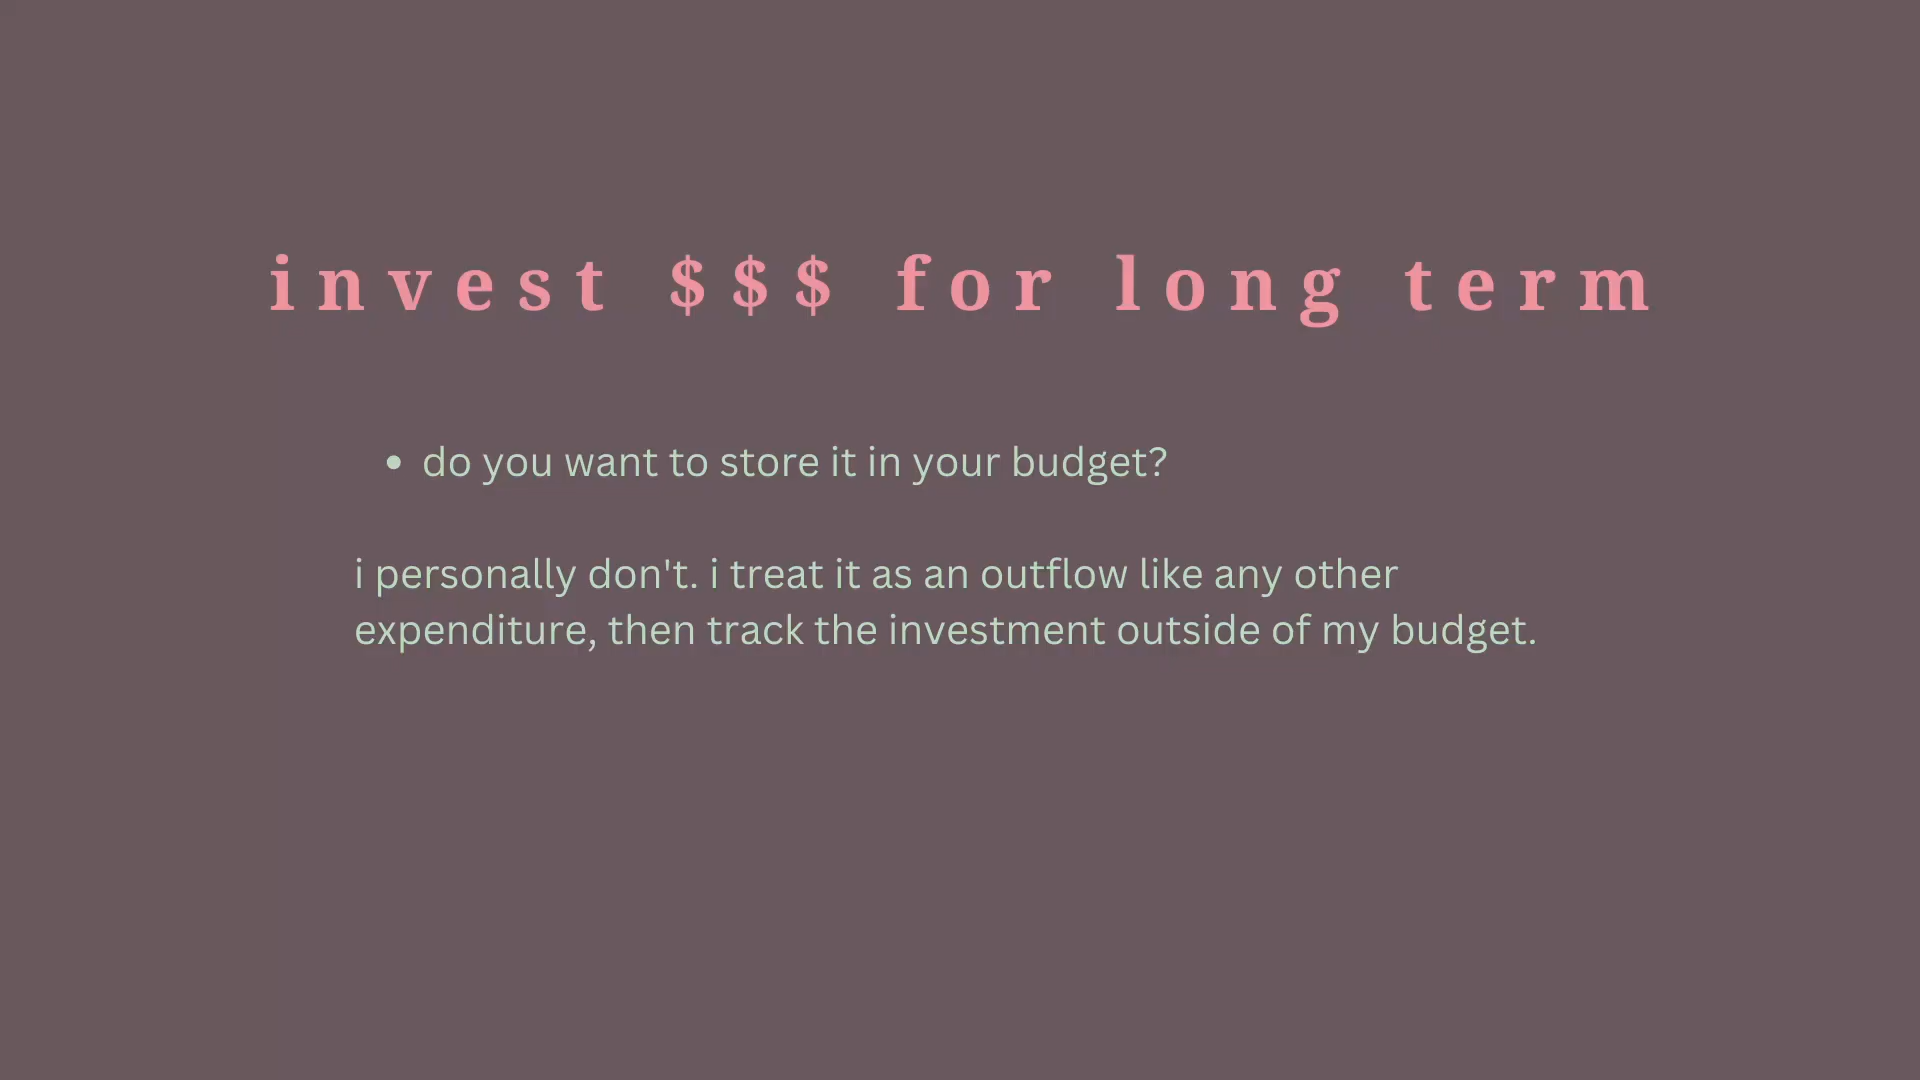 invest $$$ for long term
• do you want to store it in your budget?
i personally don't. i treat it as an outflow like any other
expenditure, then track the investment outside of my budget.